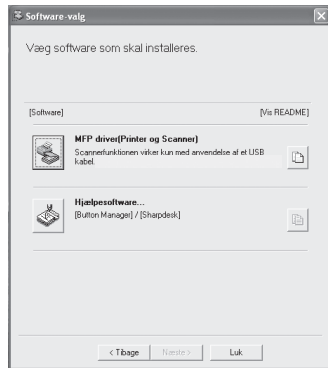 Software-valg
Væg software som skal installeres.
[Software] [Vis README]
MFP driver(Printer og Scanner)
Scannerfunktionen virker kun med anvendelse af et USB
kabel.
Hjælpesoftware...
[Button Manager] / [Sharpdesk]
< Tibage Næste > Luk